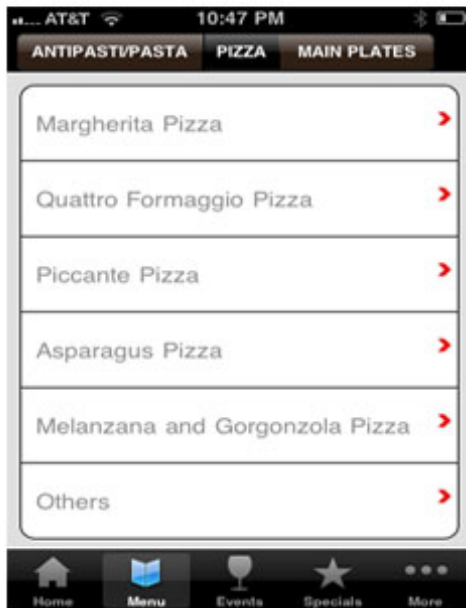 AT&T 10:47 PM
ANTIPASTI/PASTA PIZZA MAIN PLATES
Margherita Pizza
Quattro Formaggio Pizza
Piccante Pizza
Asparagus Pizza
Melanzana and Gorgonzola Pizza
Others
Home Menu Events Specials More